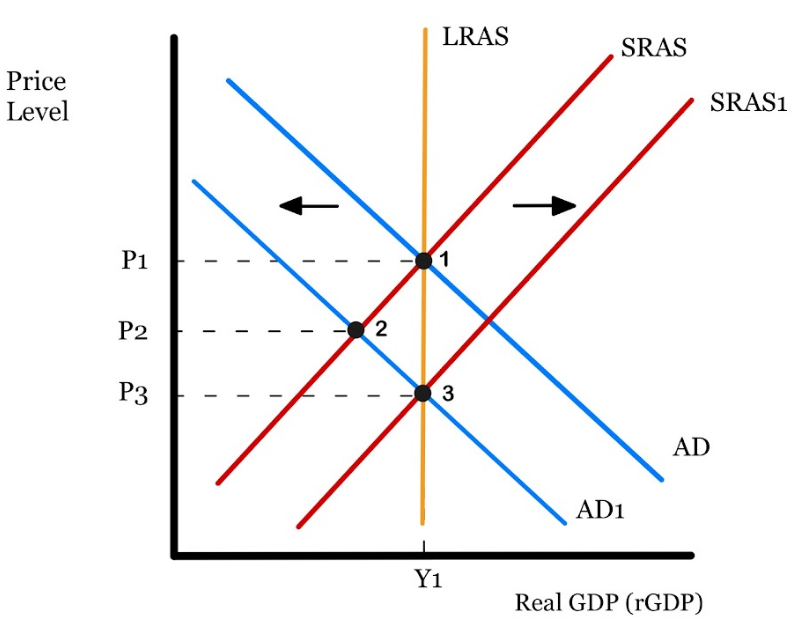 LRAS
SRAS
Price
Level
SRAS1
P1
1
P2
2
P3
3
AD
AD1
Y1
Real GDP (rGDP)